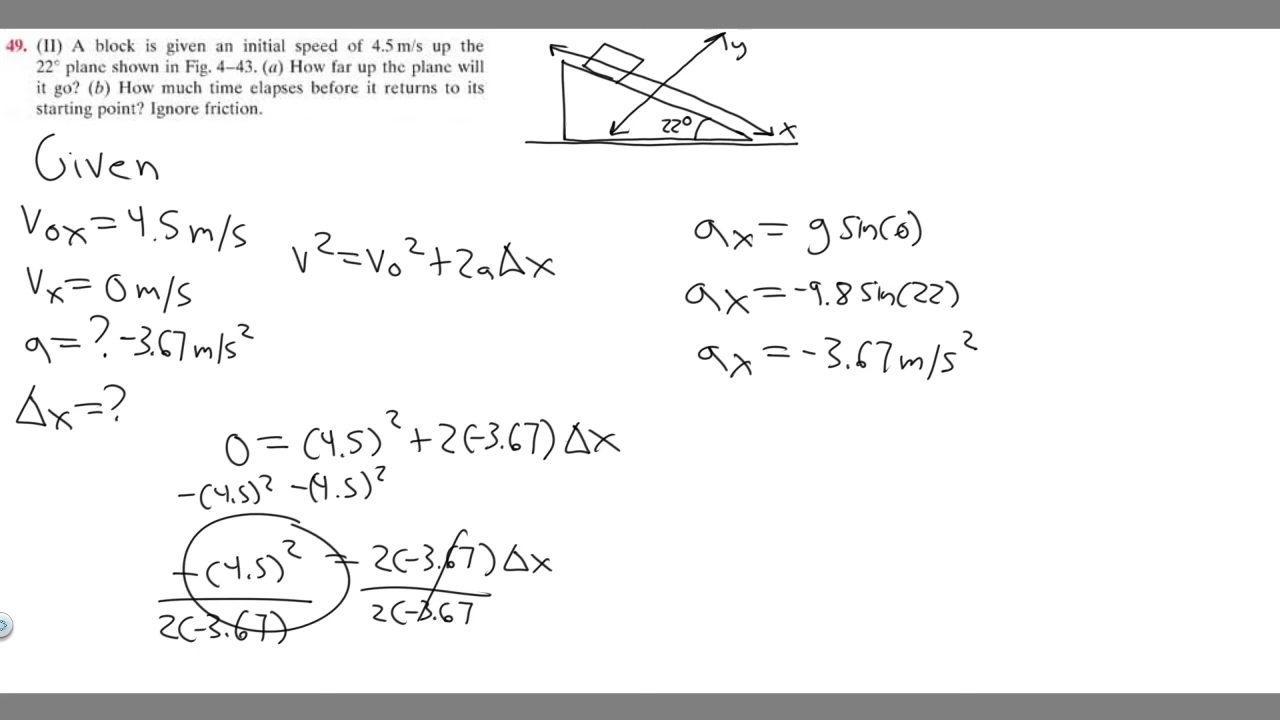 49. (II) A block is given an initial speed of 4.5 m/s up the
22° plane shown in Fig. 4–43. (a) How far up the plane will
it go? (b) How much time elapses before it returns to its
starting point? Ignore friction.
y
22°
x
Given
Vox = 4.5 m/s
Vx = 0 m/s
a = ? -3.67 m/s²
Δx = ?
v² = v₀² + 2aΔx
ax = g sin(θ)
ax = -9.8 sin(22)
ax = -3.67 m/s²
0 = (4.5)² + 2(-3.67) Δx
-(4.5)² -(4.5)²
-(4.5)² = 2(-3.67) Δx
2(-3.67) 2(-3.67